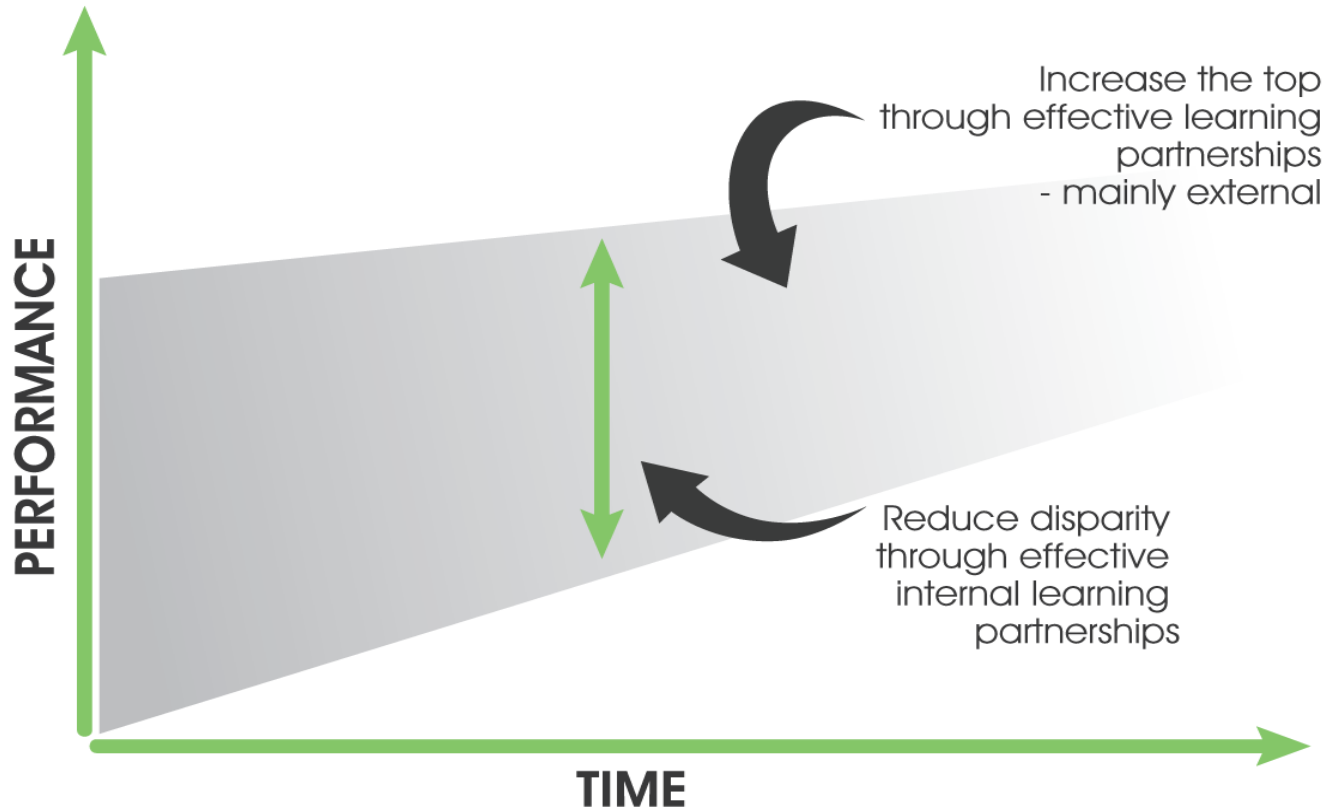 Increase the top
through effective learning
partnerships
- mainly external
PERFORMANCE
Reduce disparity
through effective
internal learning
partnerships
TIME